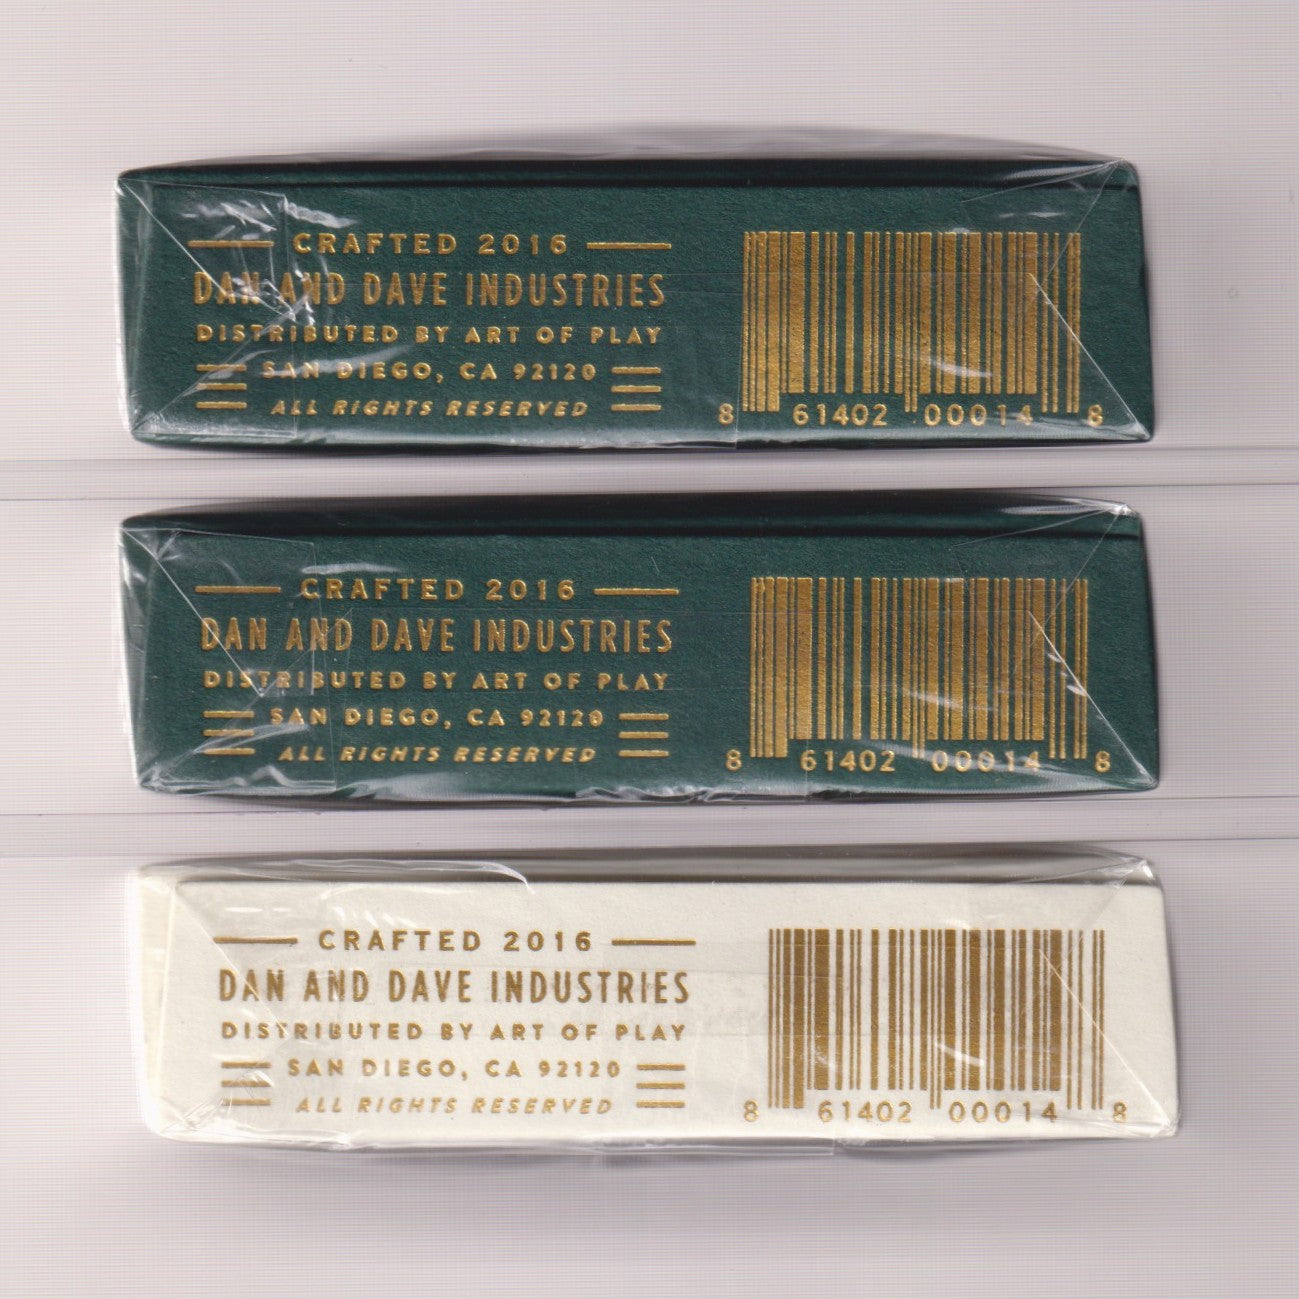 CRAFTED 2016
DAN AND DAVE INDUSTRIES
DISTRIBUTED BY ART OF PLAY
SAN DIEGO, CA 92120
ALL RIGHTS RESERVED
8 61402 00014 8
CRAFTED 2016
DAN AND DAVE INDUSTRIES
DISTRIBUTED BY ART OF PLAY
SAN DIEGO, CA 92120
ALL RIGHTS RESERVED
8 61402 00014 8
CRAFTED 2016
DAN AND DAVE INDUSTRIES
DISTRIBUTED BY ART OF PLAY
SAN DIEGO, CA 92120
ALL RIGHTS RESERVED
8 61402 00014 8